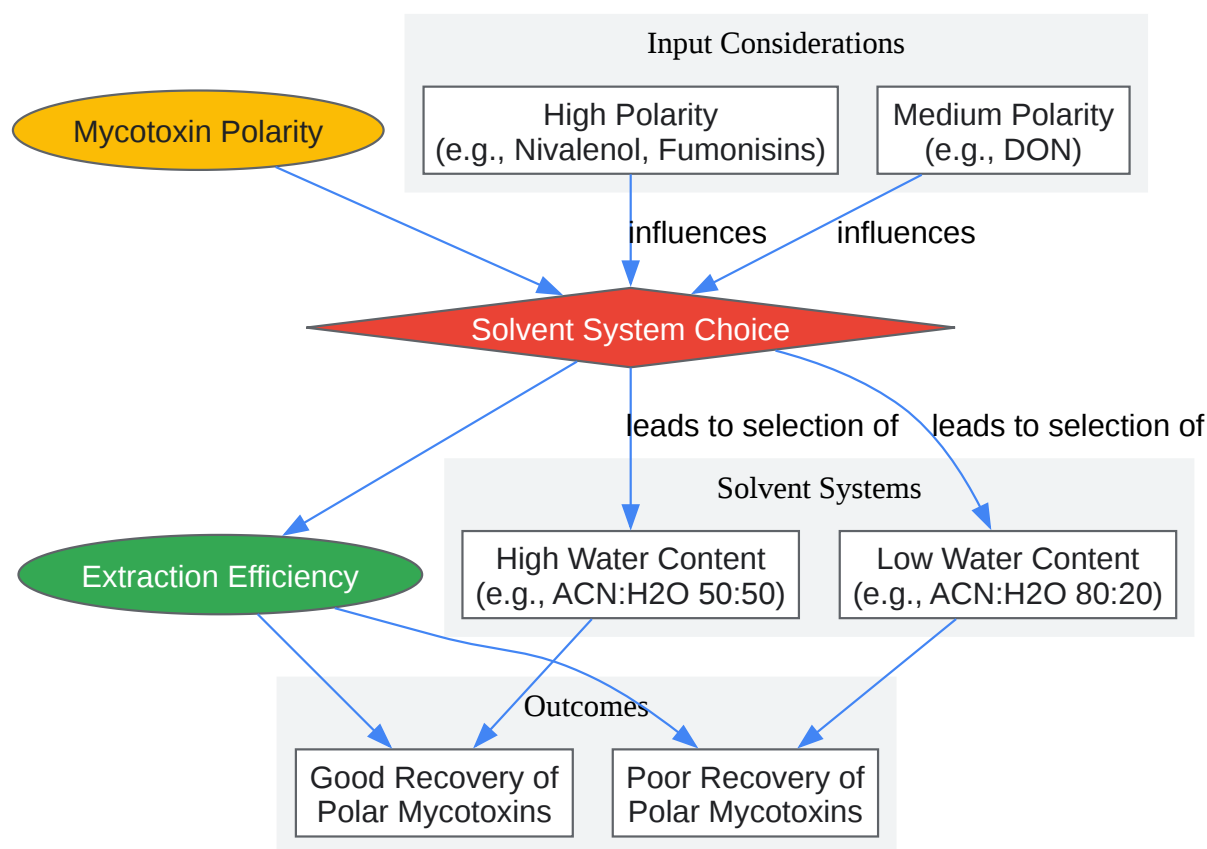 Input Considerations
Mycotoxin Polarity
High Polarity
(e.g., Nivalenol, Fumonisins)
Medium Polarity
(e.g., DON)
influences
influences
Solvent System Choice
leads to selection of
leads to selection of
Solvent Systems
Extraction Efficiency
High Water Content
(e.g., ACN:H2O 50:50)
Low Water Content
(e.g., ACN:H2O 80:20)
Outcomes
Good Recovery of
Polar Mycotoxins
Poor Recovery of
Polar Mycotoxins